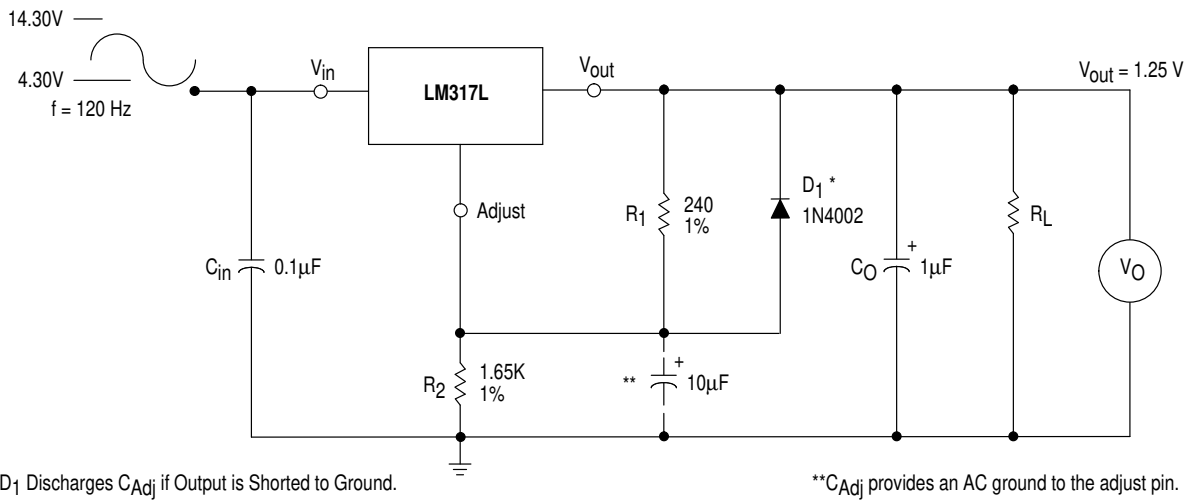 14.30V
4.30V
f = 120 Hz
Vin
LM317L
Vout
Vout = 1.25 V
Adjust
Cin
0.1μF
R1
240
1%
D1 *
1N4002
CO
+
1μF
RL
VO
R2
1.65K
1%
**
+
10μF
D1 Discharges CAdj if Output is Shorted to Ground.
**CAdj provides an AC ground to the adjust pin.